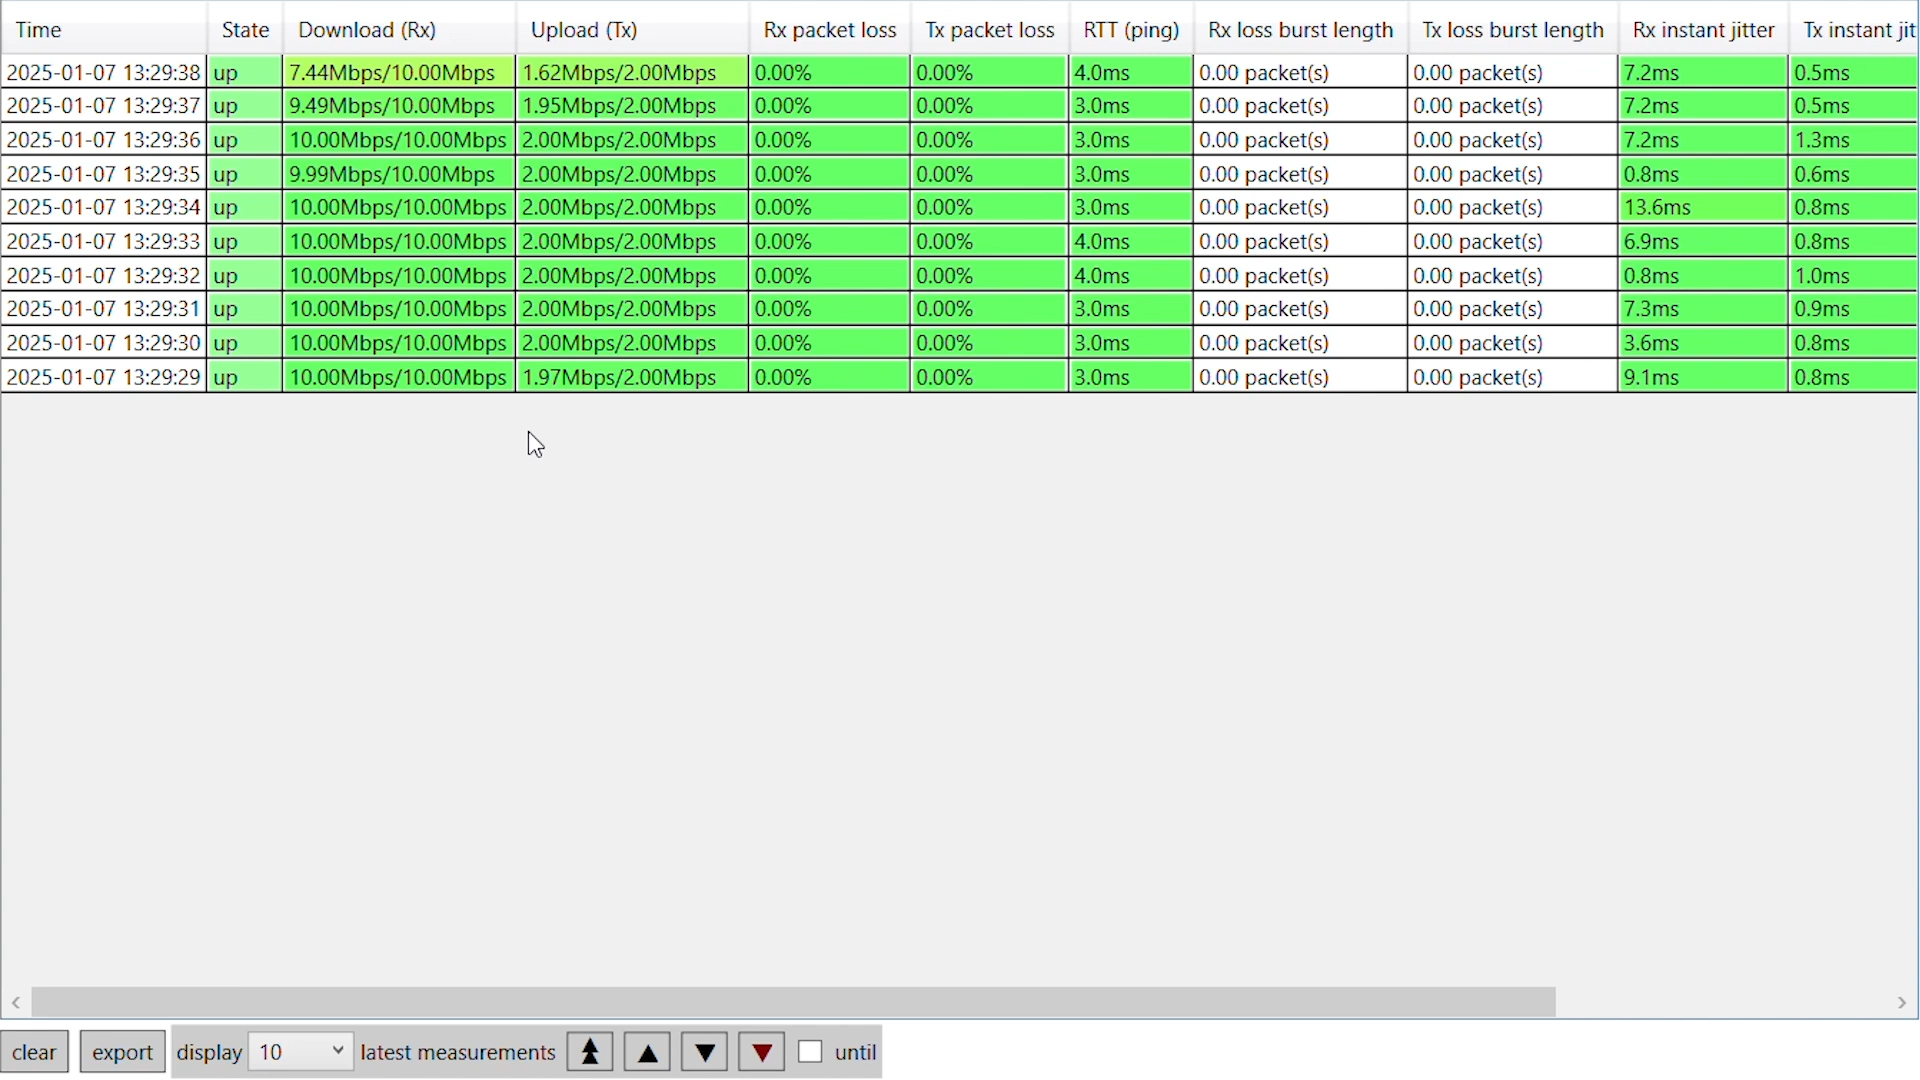 Time State Download (Rx) Upload (Tx) Rx packet loss Tx packet loss RTT (ping) Rx loss burst length Tx loss burst length Rx instant jitter Tx instant jit
2025-01-07 13:29:38 up 7.44Mbps/10.00Mbps 1.62Mbps/2.00Mbps 0.00% 0.00% 4.0ms 0.00 packet(s) 0.00 packet(s) 7.2ms 0.5ms
2025-01-07 13:29:37 up 9.49Mbps/10.00Mbps 1.95Mbps/2.00Mbps 0.00% 0.00% 3.0ms 0.00 packet(s) 0.00 packet(s) 7.2ms 0.5ms
2025-01-07 13:29:36 up 10.00Mbps/10.00Mbps 2.00Mbps/2.00Mbps 0.00% 0.00% 3.0ms 0.00 packet(s) 0.00 packet(s) 7.2ms 1.3ms
2025-01-07 13:29:35 up 9.99Mbps/10.00Mbps 2.00Mbps/2.00Mbps 0.00% 0.00% 3.0ms 0.00 packet(s) 0.00 packet(s) 0.8ms 0.6ms
2025-01-07 13:29:34 up 10.00Mbps/10.00Mbps 2.00Mbps/2.00Mbps 0.00% 0.00% 3.0ms 0.00 packet(s) 0.00 packet(s) 13.6ms 0.8ms
2025-01-07 13:29:33 up 10.00Mbps/10.00Mbps 2.00Mbps/2.00Mbps 0.00% 0.00% 4.0ms 0.00 packet(s) 0.00 packet(s) 6.9ms 0.8ms
2025-01-07 13:29:32 up 10.00Mbps/10.00Mbps 2.00Mbps/2.00Mbps 0.00% 0.00% 4.0ms 0.00 packet(s) 0.00 packet(s) 0.8ms 1.0ms
2025-01-07 13:29:31 up 10.00Mbps/10.00Mbps 2.00Mbps/2.00Mbps 0.00% 0.00% 3.0ms 0.00 packet(s) 0.00 packet(s) 7.3ms 0.9ms
2025-01-07 13:29:30 up 10.00Mbps/10.00Mbps 2.00Mbps/2.00Mbps 0.00% 0.00% 3.0ms 0.00 packet(s) 0.00 packet(s) 3.6ms 0.8ms
2025-01-07 13:29:29 up 10.00Mbps/10.00Mbps 1.97Mbps/2.00Mbps 0.00% 0.00% 3.0ms 0.00 packet(s) 0.00 packet(s) 9.1ms 0.8ms
clear export display 10 latest measurements until